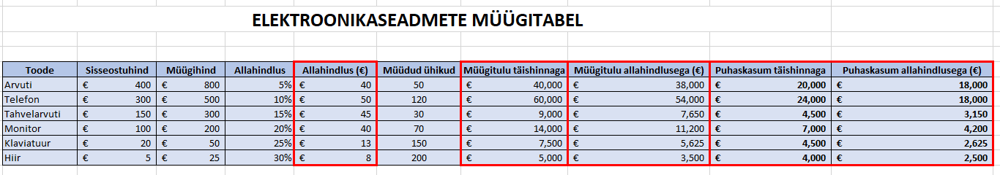 ELEKTROONIKASEADMETE MÜÜGITABEL
Toode Sisseostuhind Müügihind Allahindlus Allahindlus (€) Müüdud ühikud Müügitulu täishinnaga Müügitulu allahindlusega (€) Puhaskasum täishinnaga Puhaskasum allahindlusega (€)
Arvuti € 400 € 800 5% € 40 50 € 40,000 € 38,000 € 20,000 € 18,000
Telefon € 300 € 500 10% € 50 120 € 60,000 € 54,000 € 24,000 € 18,000
Tahvelarvuti € 150 € 300 15% € 45 30 € 9,000 € 7,650 € 4,500 € 3,150
Monitor € 100 € 200 20% € 40 70 € 14,000 € 11,200 € 7,000 € 4,200
Klaviatuur € 20 € 50 25% € 13 150 € 7,500 € 5,625 € 4,500 € 2,625
Hiir € 5 € 25 30% € 8 200 € 5,000 € 3,500 € 4,000 € 2,500